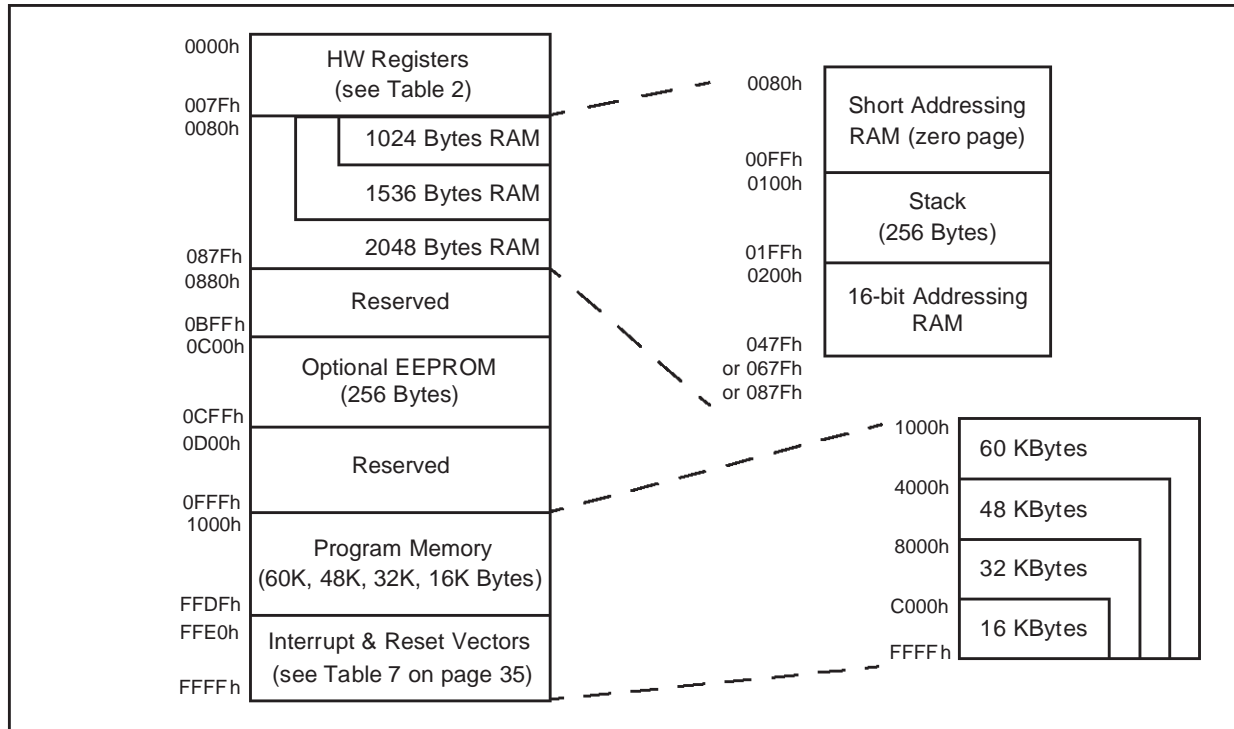 0000h
HW Registers
(see Table 2)
007Fh
0080h
1024 Bytes RAM
1536 Bytes RAM
2048 Bytes RAM
087Fh
0880h
Reserved
0BFFh
0C00h
Optional EEPROM
(256 Bytes)
0CFFh
0D00h
Reserved
0FFFh
1000h
Program Memory
(60K, 48K, 32K, 16K Bytes)
FFDFh
FFE0h
Interrupt & Reset Vectors
(see Table 7 on page 35)
FFFFh
0080h
Short Addressing
RAM (zero page)
00FFh
0100h
Stack
(256 Bytes)
01FFh
0200h
16-bit Addressing
RAM
047Fh
or 067Fh
or 087Fh
1000h
60 KBytes
4000h
48 KBytes
8000h
32 KBytes
C000h
16 KBytes
FFFFh